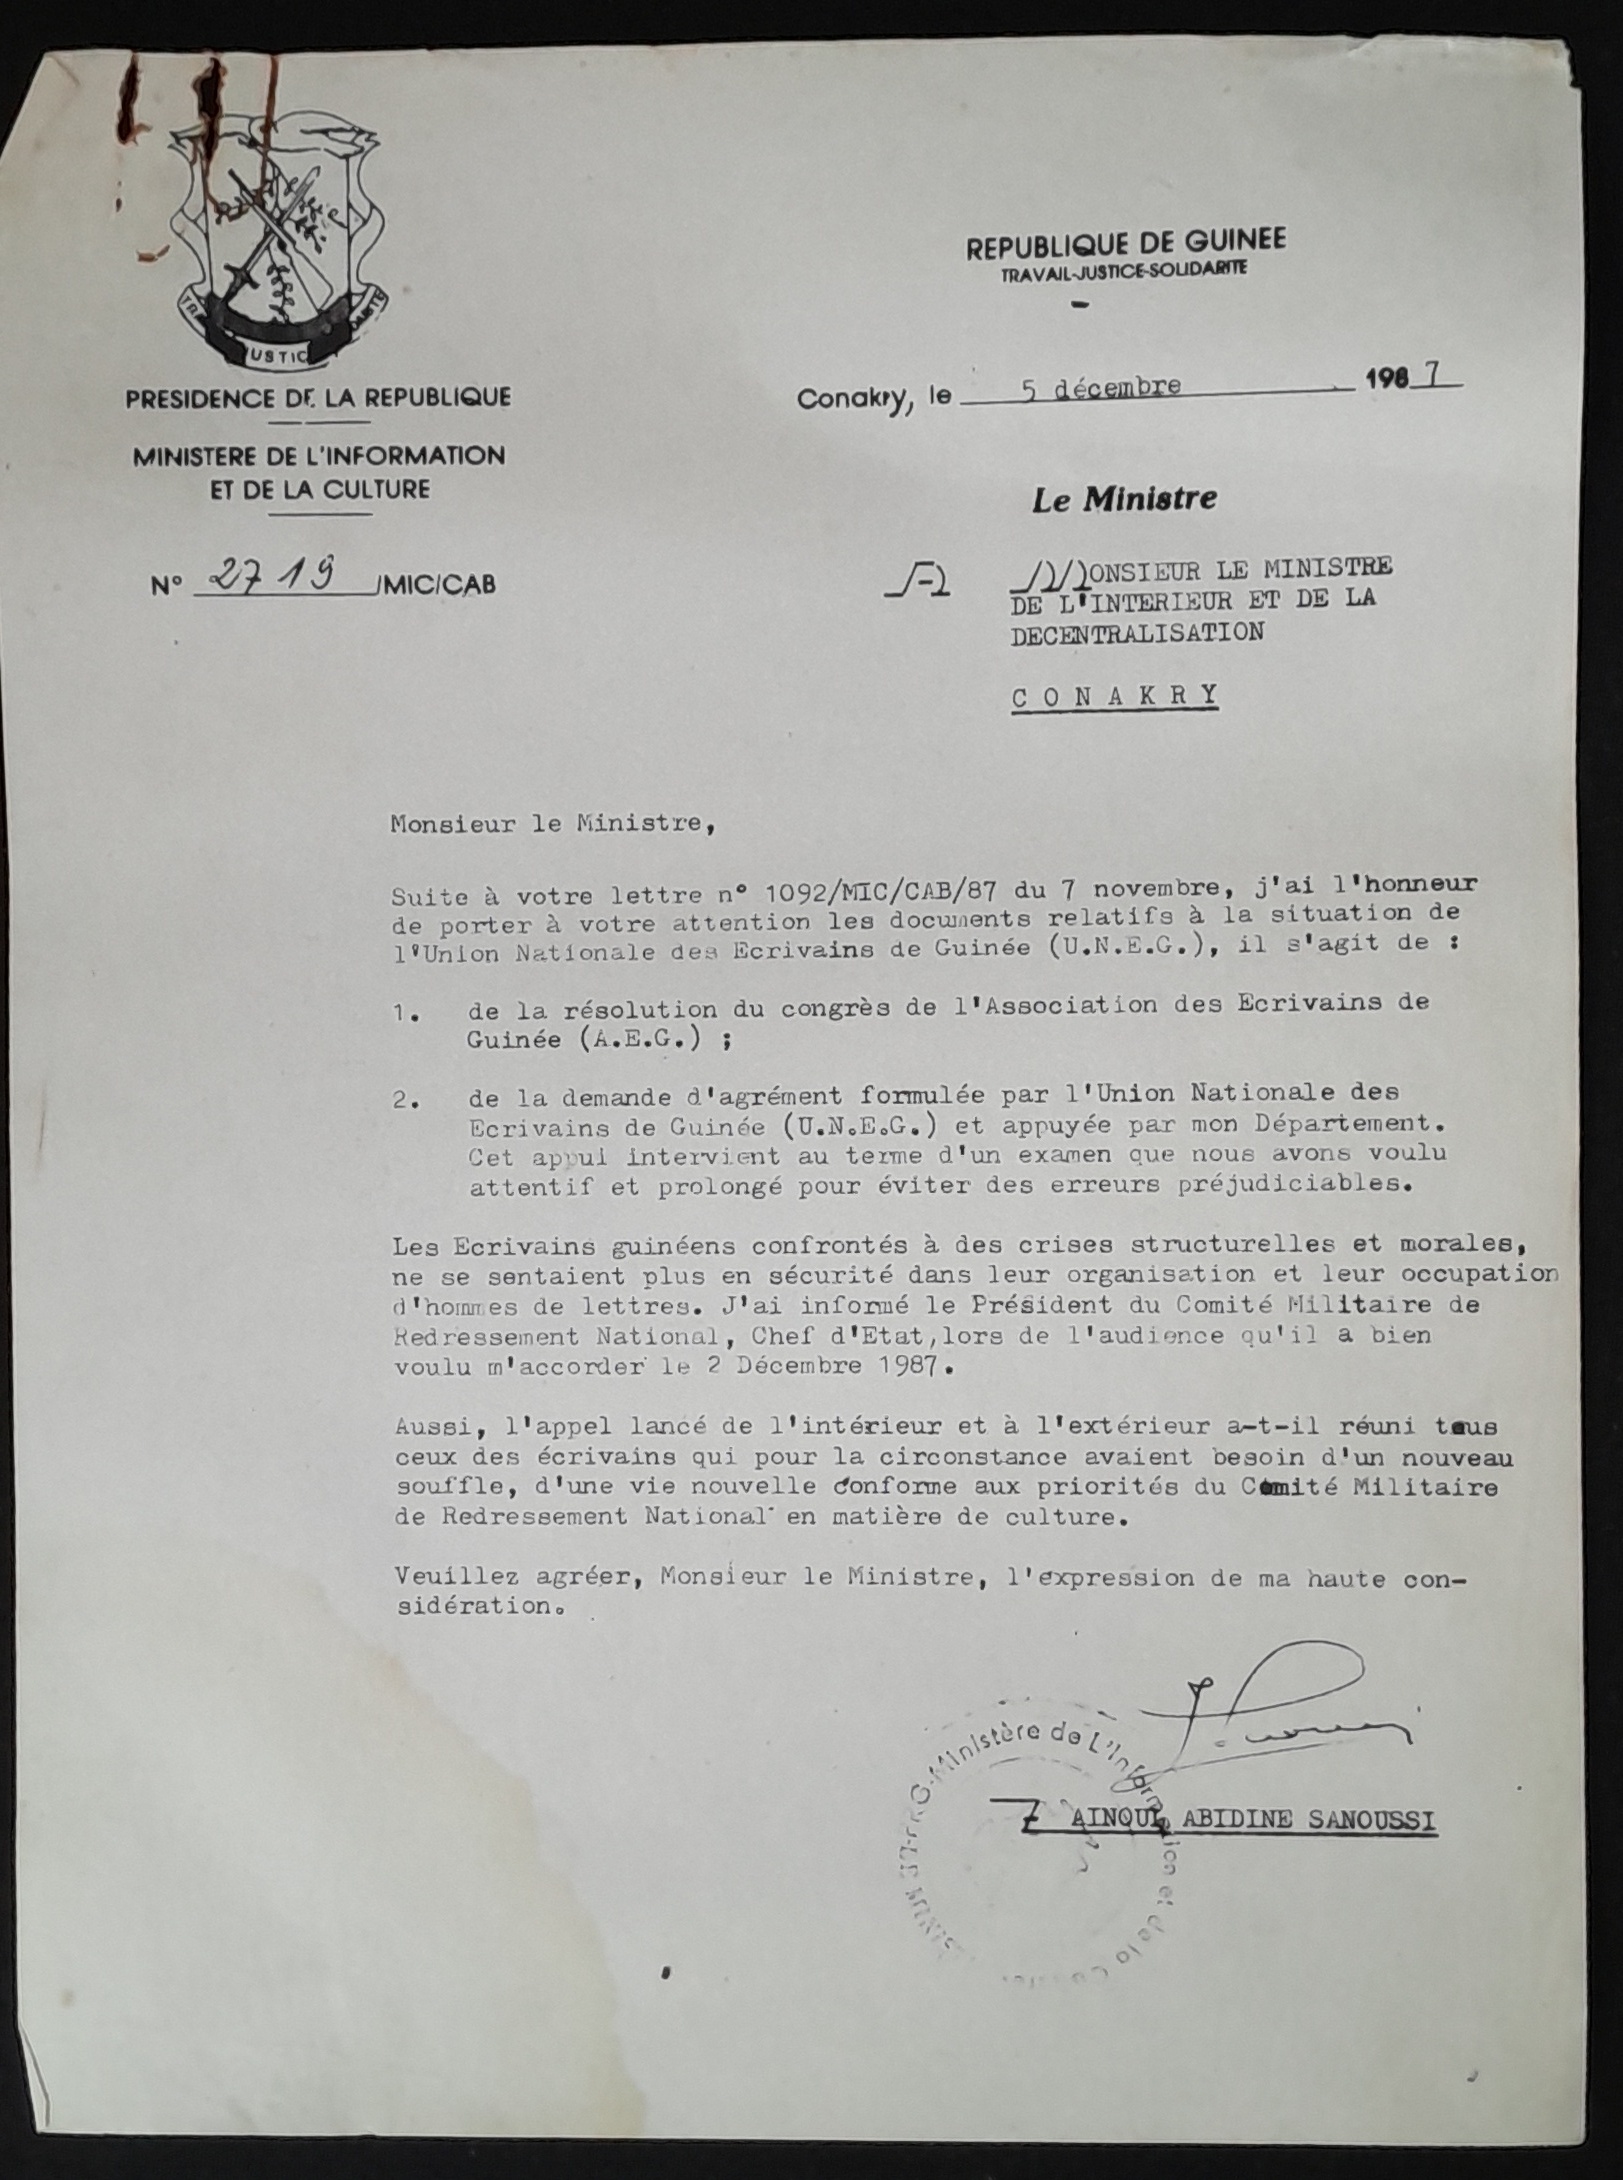 REPUBLIQUE DE GUINEE
TRAVAIL-JUSTICE-SOLIDARITE
USTIC
PRESIDENCE DE LA REPUBLIQUE
MINISTERE DE L'INFORMATION
ET DE LA CULTURE
N° 2719 /MIC/CAB
Conakry, le 5 décembre 1987
Le Ministre
MONSIEUR LE MINISTRE
DE L'INTERIEUR ET DE LA
DECENTRALISATION
C O N A K R Y
Monsieur le Ministre,
Suite à votre lettre n° 1092/MIC/CAB/87 du 7 novembre, j'ai l'honneur
de porter à votre attention les documents relatifs à la situation de
l'Union Nationale des Ecrivains de Guinée (U.N.E.G.), il s'agit de :
1. de la résolution du congrès de l'Association des Ecrivains de
Guinée (A.E.G.) ;
2. de la demande d'agrément formulée par l'Union Nationale des
Ecrivains de Guinée (U.N.E.G.) et appuyée par mon Département.
Cet appui intervient au terme d'un examen que nous avons voulu
attentif et prolongé pour éviter des erreurs préjudiciables.
Les Ecrivains guinéens confrontés à des crises structurelles et morales,
ne se sentaient plus en sécurité dans leur organisation et leur occupation
d'hommes de lettres. J'ai informé le Président du Comité Militaire de
Redressement National, Chef d'Etat, lors de l'audience qu'il a bien
voulu m'accorder le 2 Décembre 1987.
Aussi, l'appel lancé de l'intérieur et à l'extérieur a-t-il réuni tous
ceux des écrivains qui pour la circonstance avaient besoin d'un nouveau
souffle, d'une vie nouvelle conforme aux priorités du Comité Militaire
de Redressement National en matière de culture.
Veuillez agréer, Monsieur le Ministre, l'expression de ma haute con-
sidération.
Ministère de L'Information et de la
ZAINOUL ABIDINE SANOUSSI